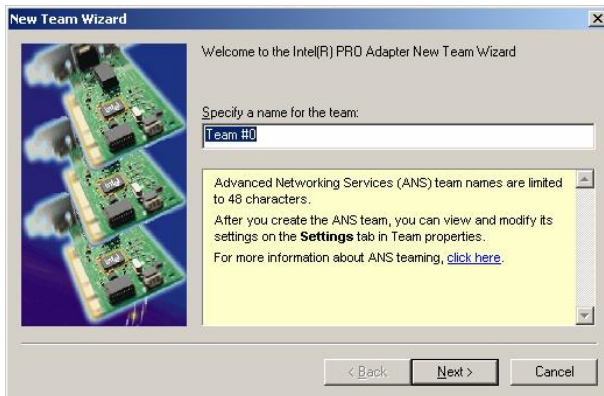 New Team Wizard
Welcome to the Intel(R) PRO Adapter New Team Wizard
Specify a name for the team:
Team #0
Advanced Networking Services (ANS) team names are limited
to 48 characters.
After you create the ANS team, you can view and modify its
settings on the Settings tab in Team properties.
For more information about ANS teaming, click here.
< Back
Next >
Cancel